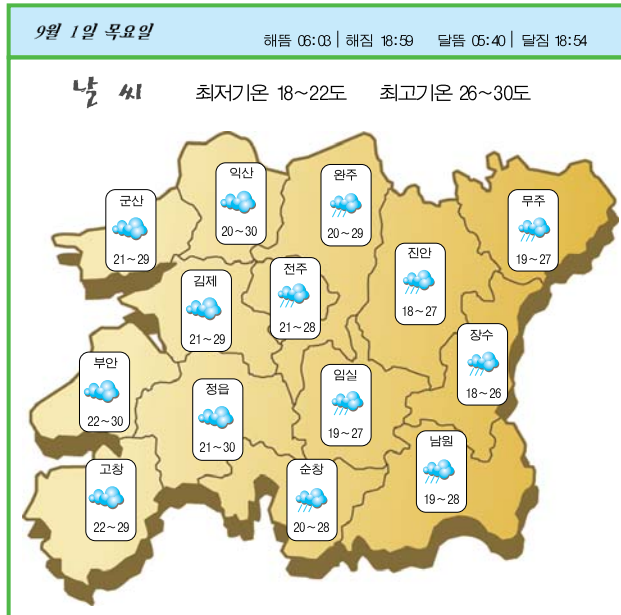 9월 1일 목요일
해뜸 06:03 | 해짐 18:59 달뜸 05:40 | 달짐 18:54
날 씨 최저기온 18~22도 최고기온 26~30도
익산
20~30
완주
20~29
군산
21~29
무주
19~27
진안
18~27
전주
21~28
김제
21~29
장수
18~26
부안
22~30
임실
19~27
정읍
21~30
남원
19~28
고창
22~29
순창
20~28